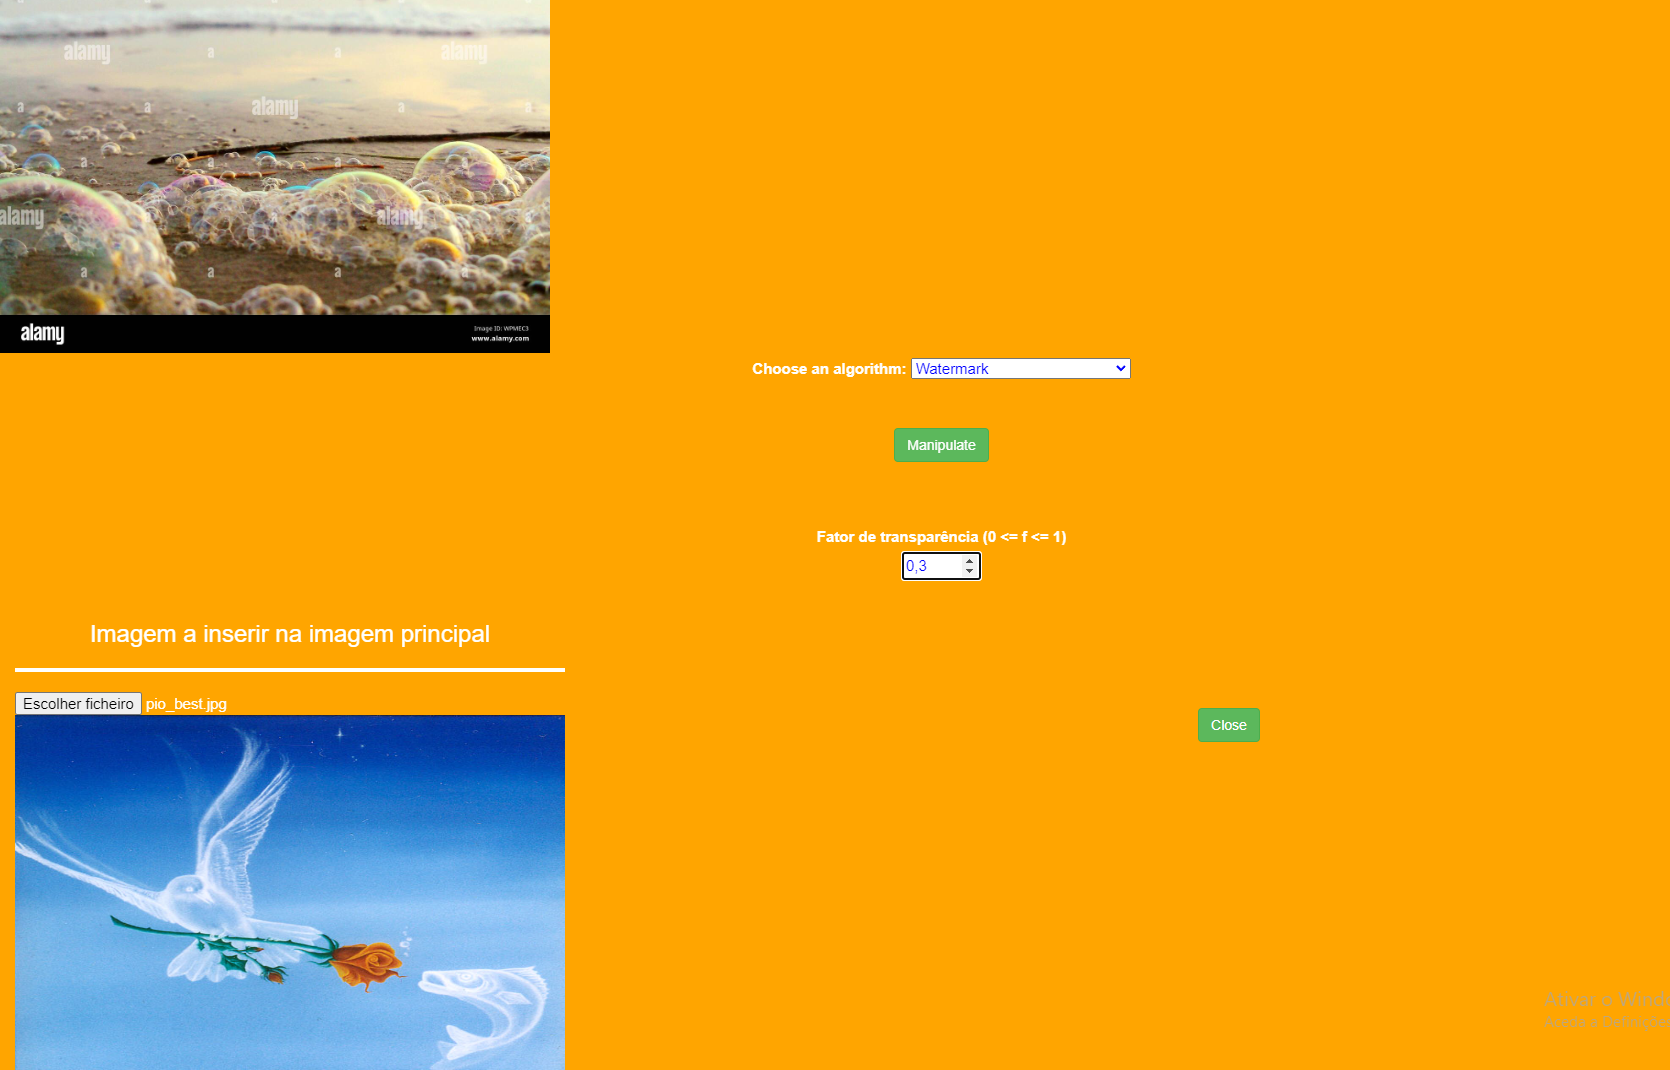 alamy a a alamy
a a alamy a a
a a a a
alamy a a alamy a
a a a a
alamy
Image ID: WPMEC3
www.alamy.com
Choose an algorithm: Watermark
Manipulate
Fator de transparência (0 <= f <= 1)
0,3
Imagem a inserir na imagem principal
Escolher ficheiro pio_best.jpg
Close
Ativar o Wind
Aceda a Definiçõe